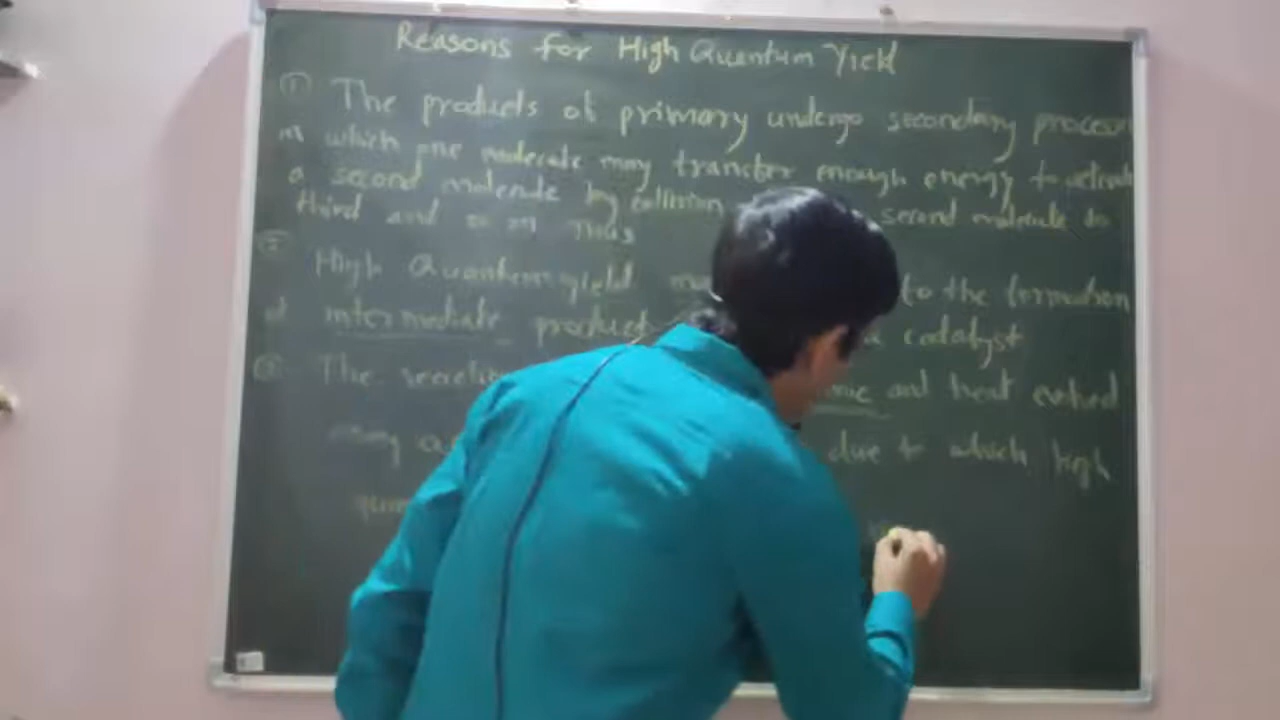 Reasons for High Quantum Yield
① The products of primary undergo secondary process
in which one molecule may transfer enough energy to activate
a second molecule by collision second molecule to
third and so on Thus
② High Quantum yield to the formation
of intermediate product a catalyst
③ The and heat evolved
may due to which high